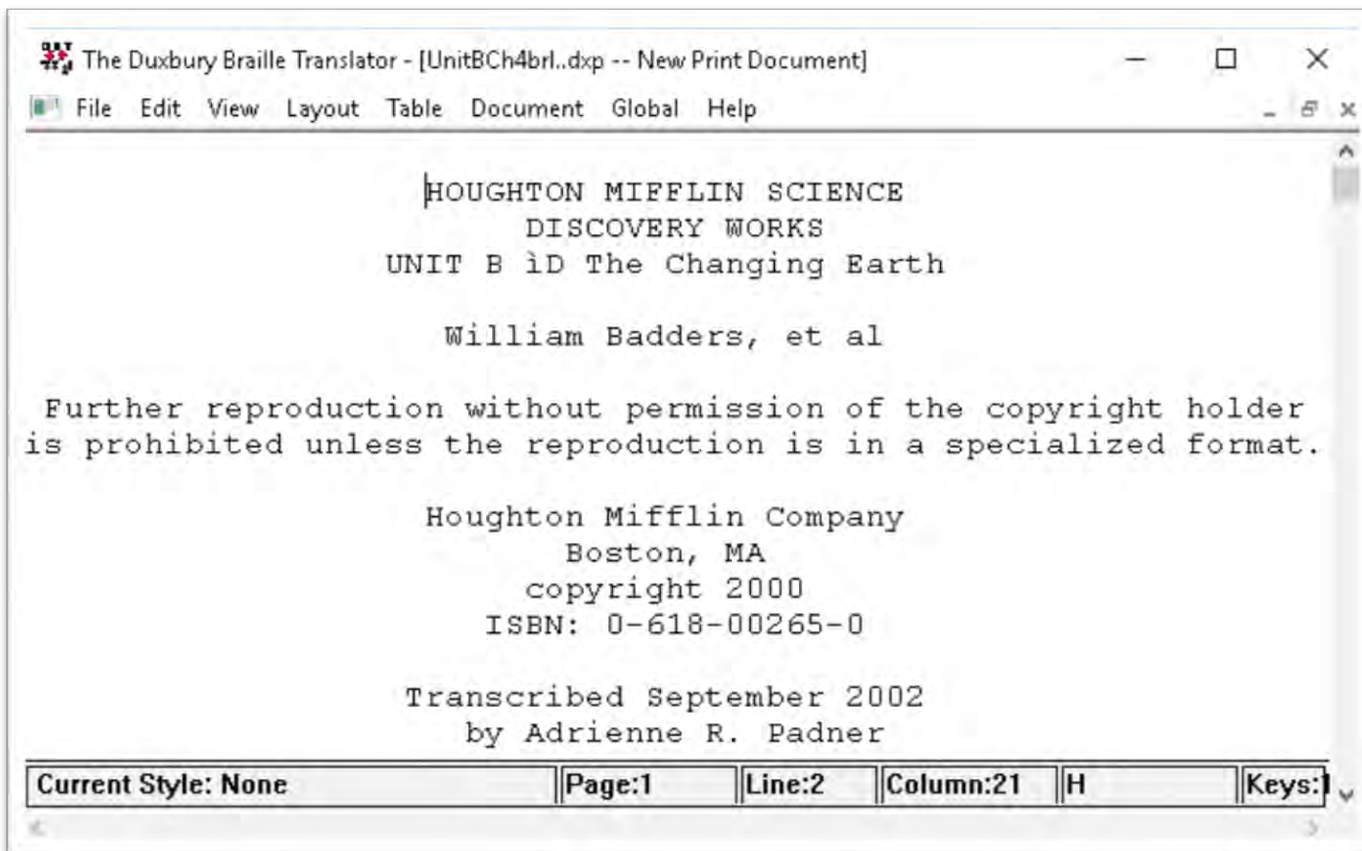 The Duxbury Braille Translator - [UnitBCh4brl..dxp -- New Print Document]
File Edit View Layout Table Document Global Help
HOUGHTON MIFFLIN SCIENCE
DISCOVERY WORKS
UNIT B ìD The Changing Earth
William Badders, et al
Further reproduction without permission of the copyright holder
is prohibited unless the reproduction is in a specialized format.
Houghton Mifflin Company
Boston, MA
copyright 2000
ISBN: 0-618-00265-0
Transcribed September 2002
by Adrienne R. Padner
Current Style: None Page:1 Line:2 Column:21 H Keys: